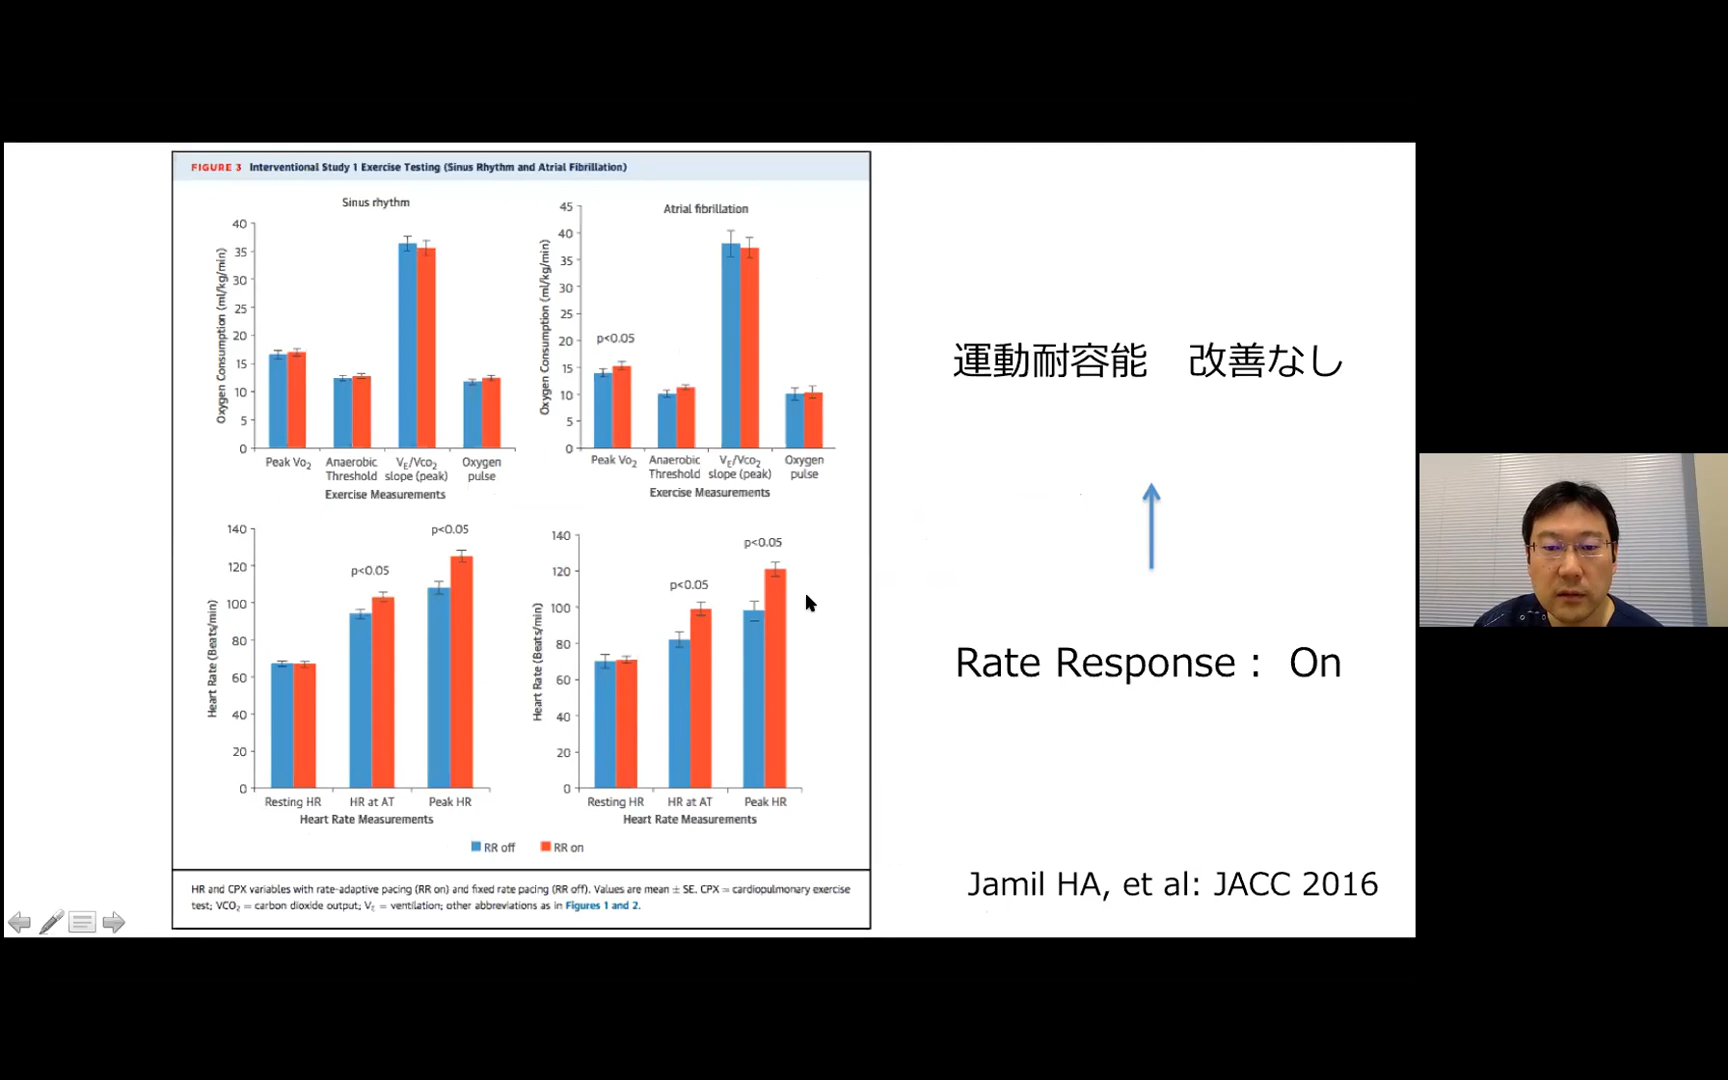 FIGURE 3 Interventional Study 1 Exercise Testing (Sinus Rhythm and Atrial Fibrillation)
Sinus rhythm
Oxygen Consumption (ml/kg/min)
40
35
30
25
20
15
10
5
0
Peak Vo2
Anaerobic Threshold
VE/Vco2 slope (peak)
Oxygen pulse
Exercise Measurements
Atrial fibrillation
Oxygen Consumption (ml/kg/min)
45
40
35
30
25
20
15
10
5
0
p<0.05
Peak Vo2
Anaerobic Threshold
VE/Vco2 slope (peak)
Oxygen pulse
Exercise Measurements
Heart Rate (Beats/min)
140
120
100
80
60
40
20
0
p<0.05
p<0.05
Resting HR
HR at AT
Peak HR
Heart Rate Measurements
Heart Rate (Beats/min)
140
120
100
80
60
40
20
0
p<0.05
p<0.05
Resting HR
HR at AT
Peak HR
Heart Rate Measurements
RR off
RR on
HR and CPX variables with rate-adaptive pacing (RR on) and fixed rate pacing (RR off). Values are mean ± SE. CPX = cardiopulmonary exercise
test; VCO2 = carbon dioxide output; VE = ventilation; other abbreviations as in Figures 1 and 2.
運動耐容能　改善なし
Rate Response： On
Jamil HA, et al: JACC 2016